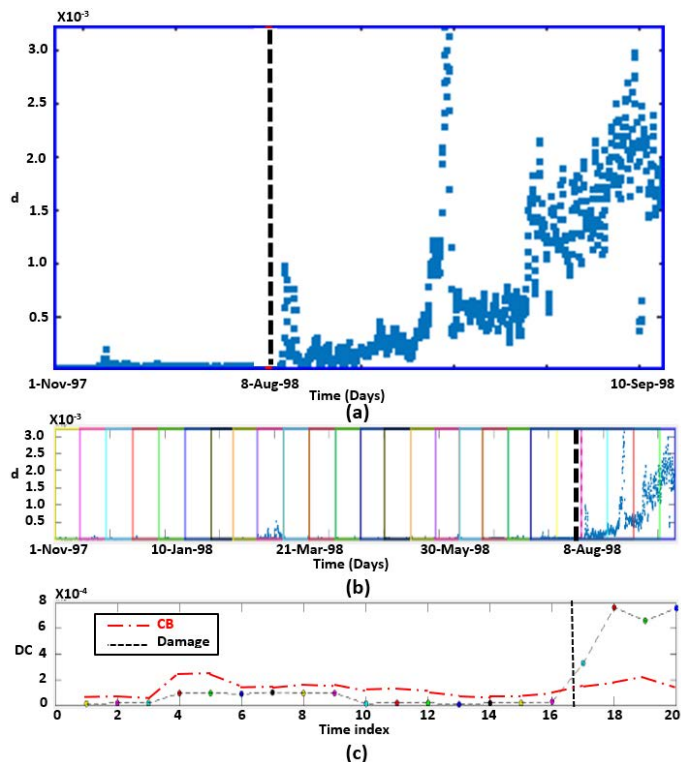 X10-3
3.0
2.5
2.0
d
1.5
1.0
0.5
1-Nov-97 8-Aug-98 10-Sep-98
Time (Days)
(a)
X10-3
3.0
2.5
d
2.0
1.5
1.0
0.5
1-Nov-97 10-Jan-98 21-Mar-98 30-May-98 8-Aug-98
Time (Days)
(b)
X10-4
8
6
DC
4
2
0
CB
Damage
0 2 4 6 8 10 12 14 16 18 20
Time index
(c)